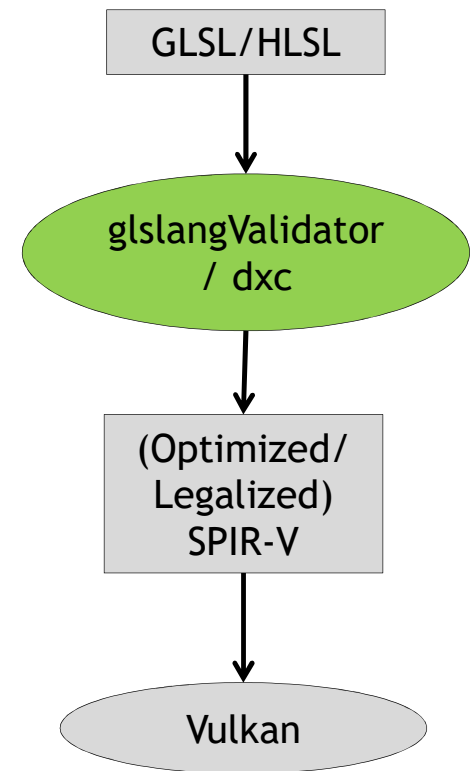 GLSL/HLSL
glslangValidator
/ dxc
(Optimized/
Legalized)
SPIR-V
Vulkan